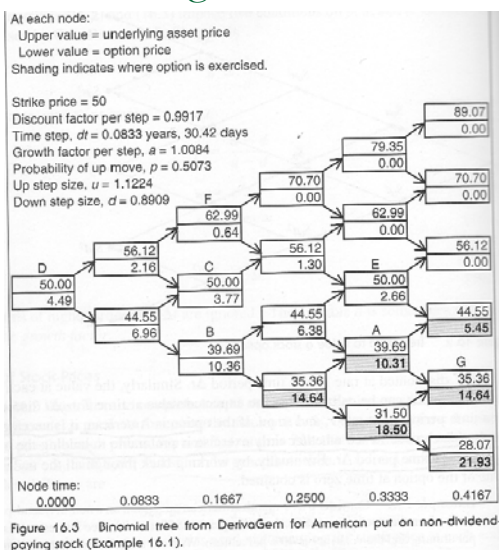 At each node:
Upper value = underlying asset price
Lower value = option price
Shading indicates where option is exercised.
Strike price = 50
Discount factor per step = 0.9917
Time step, dt = 0.0833 years, 30.42 days
Growth factor per step, a = 1.0084
Probability of up move, p = 0.5073
Up step size, u = 1.1224
Down step size, d = 0.8909
89.07
0.00
79.35
0.00
70.70
0.00
70.70
0.00
F
62.99
0.64
62.99
0.00
56.12
2.16
56.12
1.30
56.12
0.00
D
50.00
4.49
C
50.00
3.77
E
50.00
2.66
44.55
6.96
44.55
6.38
44.55
5.45
B
39.69
10.36
A
39.69
10.31
35.36
14.64
G
35.36
14.64
31.50
18.50
28.07
21.93
Node time:
0.0000 0.0833 0.1667 0.2500 0.3333 0.4167
Figure 16.3 Binomial tree from DerivaGem for American put on non-dividend-
paying stock (Example 16.1).